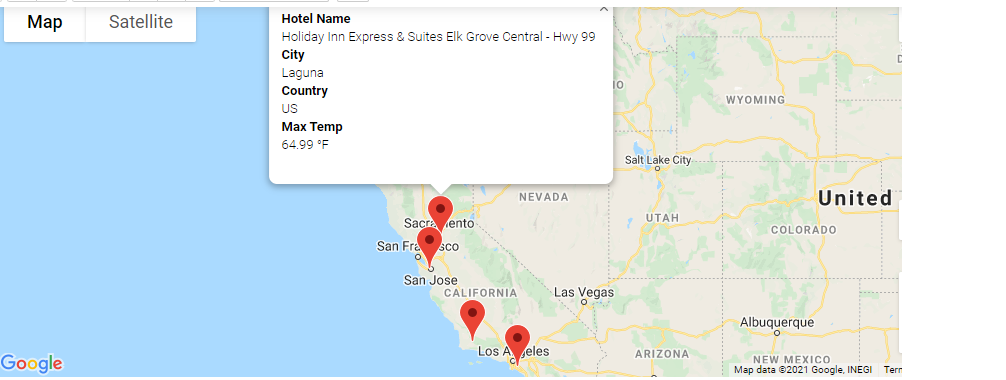 Map Satellite
Hotel Name
Holiday Inn Express & Suites Elk Grove Central - Hwy 99
City
Laguna
Country
US
Max Temp
64.99 °F
WYOMING
Salt Lake City
NEVADA
United
UTAH
COLORADO
Sacramento
San Francisco
San Jose
CALIFORNIA
Las Vegas
Albuquerque
Los Angeles
ARIZONA
NEW MEXICO
Google
Map data ©2021 Google, INEGI Tern